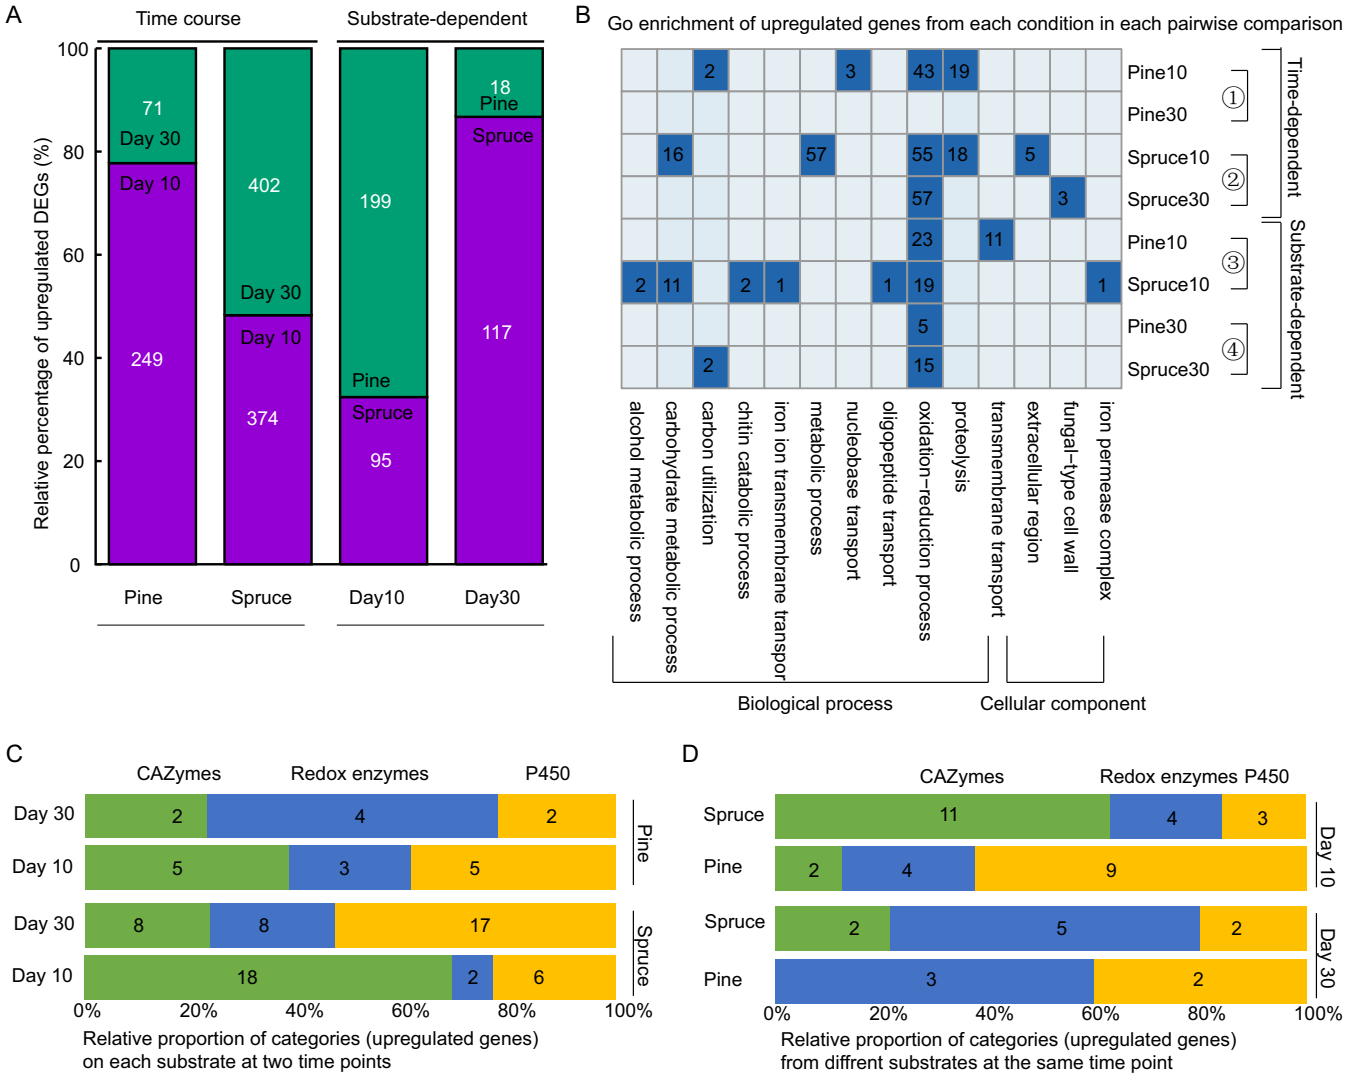 A
Time course
Substrate-dependent
Relative percentage of upregulated DEGs (%)
100
80
60
40
20
0
71
Day 30
Day 10
249
402
Day 30
Day 10
374
199
Pine
Spruce
95
18
Pine
Spruce
117
Pine
Spruce
Day10
Day30
B
Go enrichment of upregulated genes from each condition in each pairwise comparison
2 3 43 19 Pine10
Pine30
①
16 57 55 18 5 Spruce10
57 3 Spruce30
②
23 11 Pine10
2 11 2 1 1 19 1 Spruce10
③
5 Pine30
2 15 Spruce30
④
Time-dependent
Substrate-dependent
alcohol metabolic process
carbohydrate metabolic process
carbon utilization
chitin catabolic process
iron ion transmembrane transpor
metabolic process
nucleobase transport
oligopeptide transport
oxidation−reduction process
proteolysis
transmembrane transport
extracellular region
fungal−type cell wall
iron permease complex
Biological process
Cellular component
C
CAZymes Redox enzymes P450
Day 30 2 4 2
Day 10 5 3 5
Pine
Day 30 8 8 17
Day 10 18 2 6
Spruce
0% 20% 40% 60% 80% 100%
Relative proportion of categories (upregulated genes)
on each substrate at two time points
D
CAZymes Redox enzymes P450
Spruce 11 4 3
Pine 2 4 9
Day 10
Spruce 2 5 2
Pine 3 2
Day 30
0% 20% 40% 60% 80% 100%
Relative proportion of categories (upregulated genes)
from diffrent substrates at the same time point